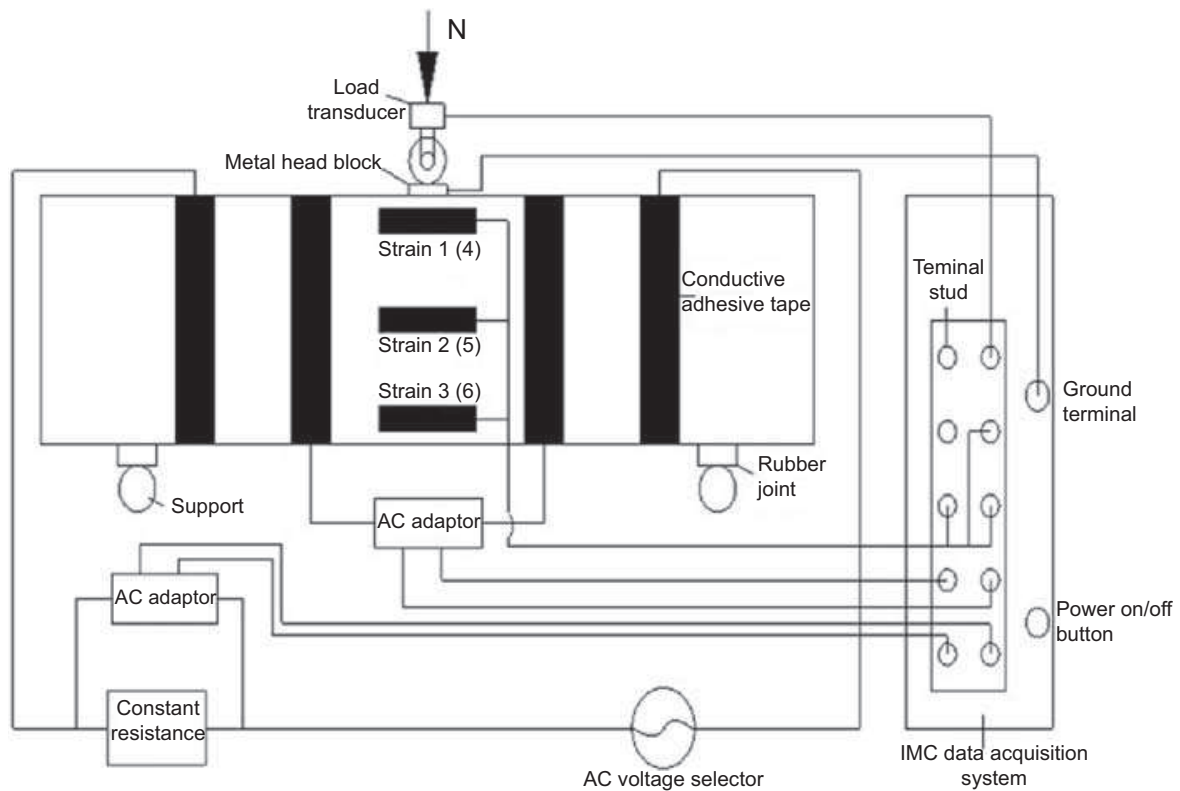 N
Load
transducer
Metal head block
Strain 1 (4)
Conductive
adhesive tape
Strain 2 (5)
Strain 3 (6)
Teminal
stud
Ground
terminal
Rubber
joint
Support
AC adaptor
AC adaptor
Power on/off
button
Constant
resistance
AC voltage selector
IMC data acquisition
system